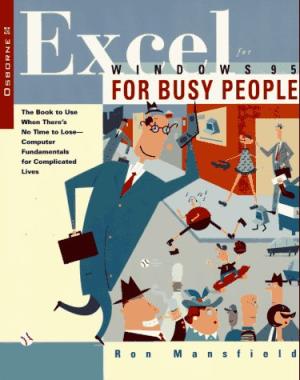 OSBORNE
Excel
for
WINDOWS 95
FOR BUSY PEOPLE
The Book to Use
When There's
No Time to Lose—
Computer
Fundamentals
for Complicated
Lives
Ron Mansfield